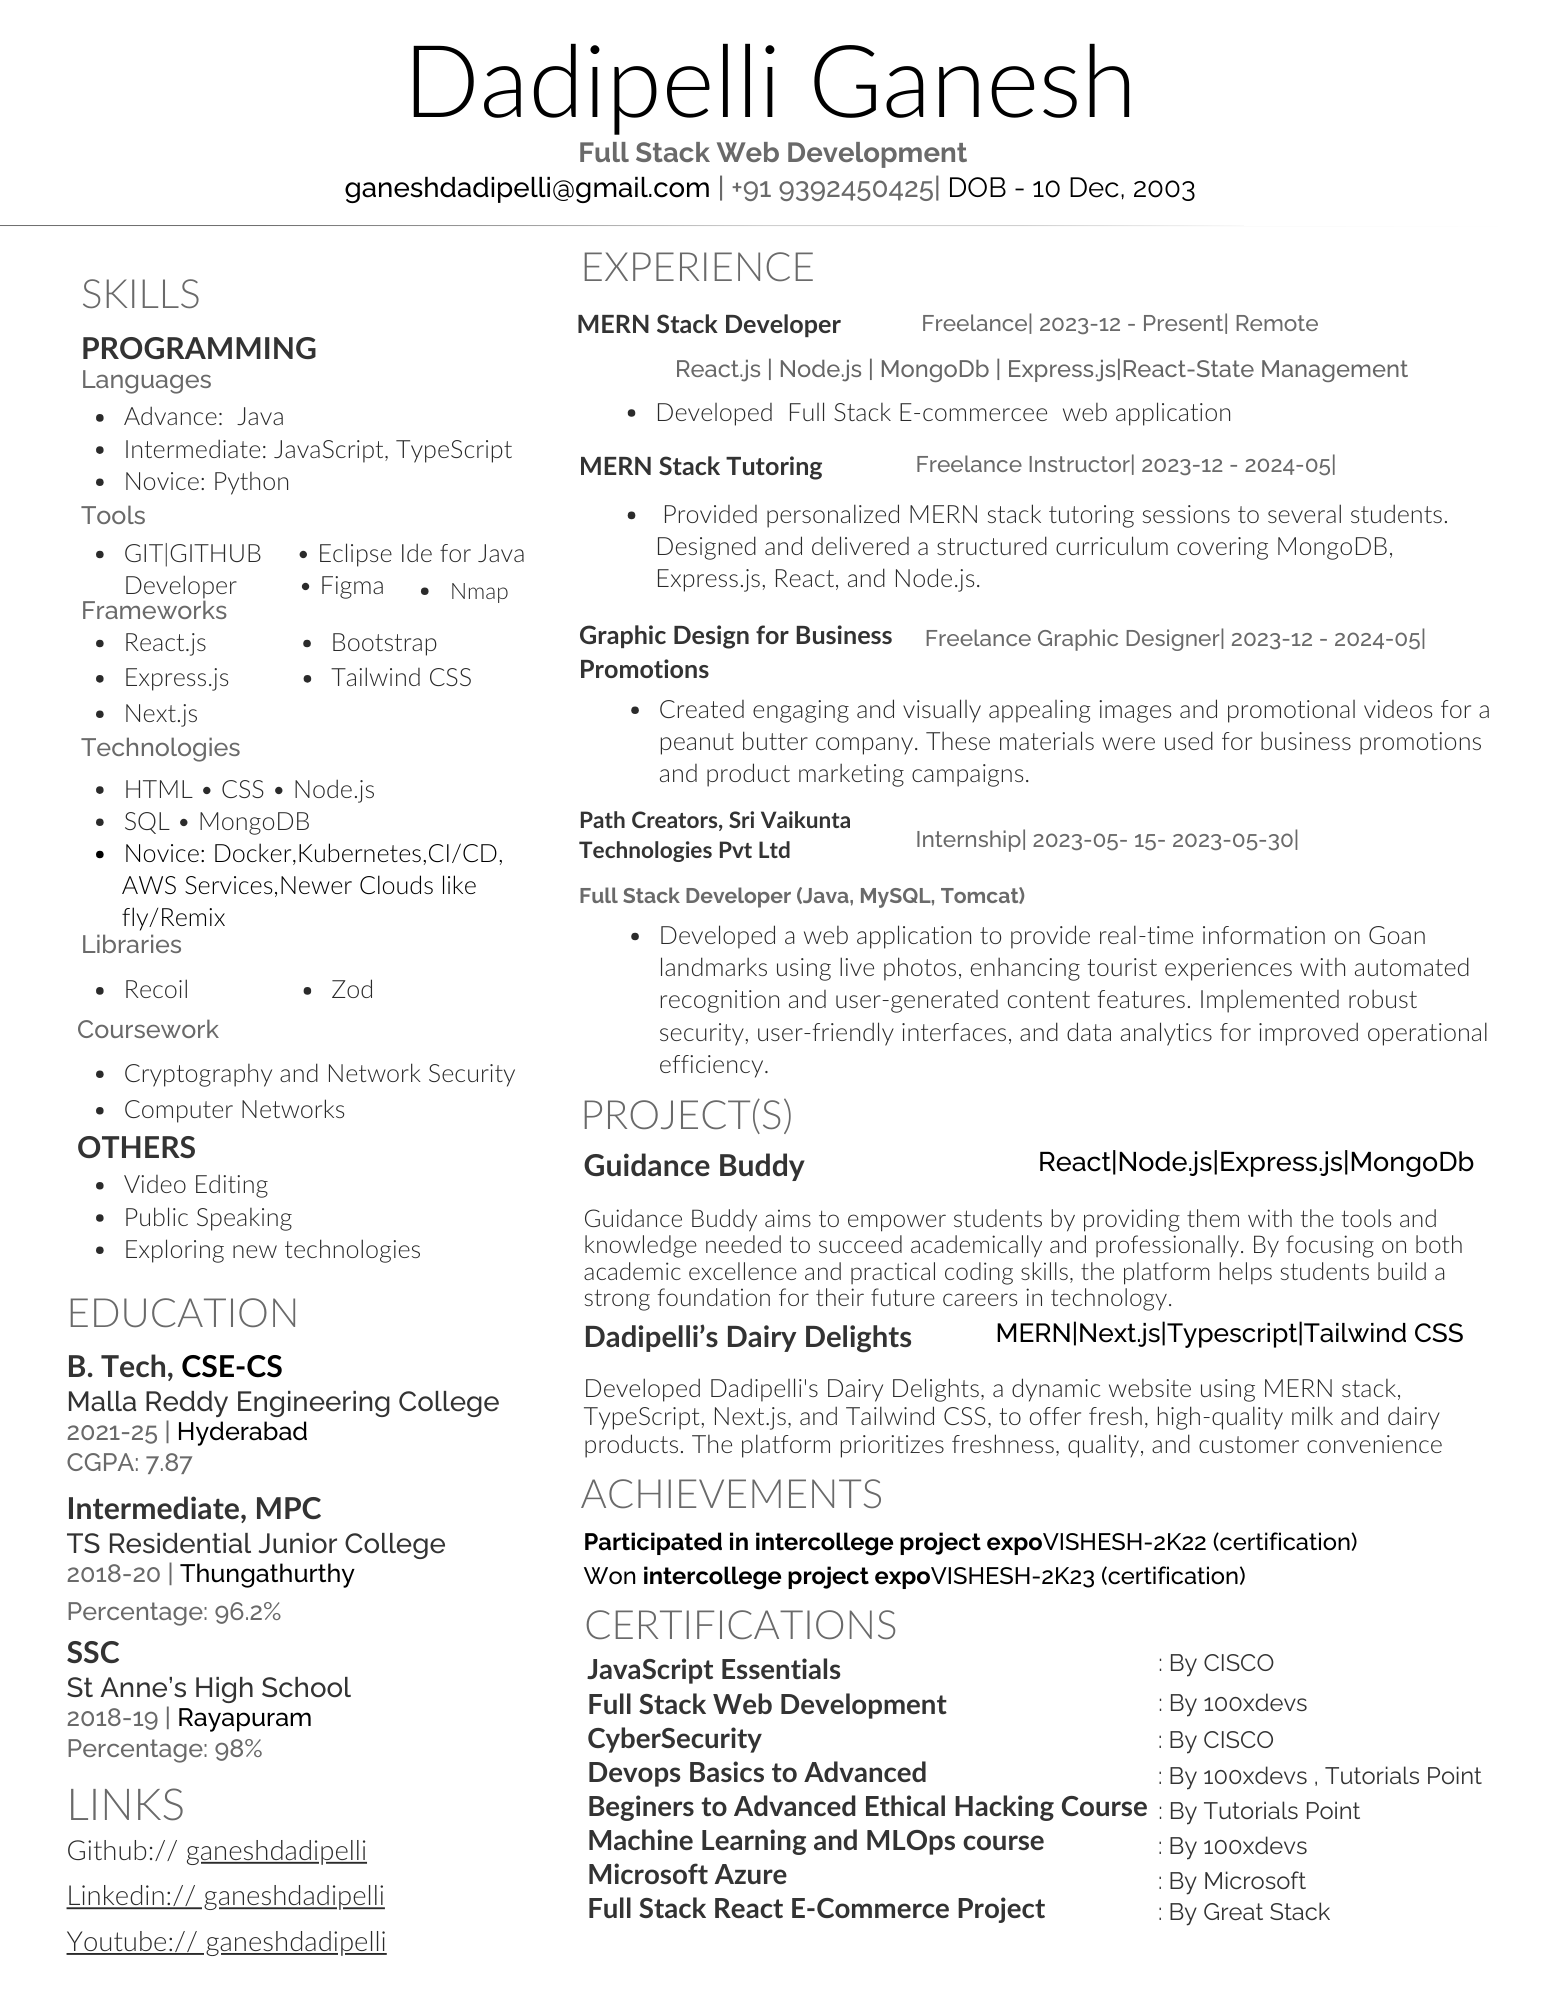 Dadipelli Ganesh
Full Stack Web Development
ganeshdadipelli@gmail.com | +91 9392450425| DOB - 10 Dec, 2003
SKILLS
PROGRAMMING
Languages
• Advance:  Java
• Intermediate: JavaScript, TypeScript
• Novice: Python
Tools
• GIT|GITHUB • Eclipse Ide for Java
Developer • Figma • Nmap
Frameworks
• React.js • Bootstrap
• Express.js • Tailwind CSS
• Next.js
Technologies
• HTML • CSS • Node.js
• SQL • MongoDB
• Novice: Docker,Kubernetes,CI/CD,
AWS Services,Newer Clouds like
fly/Remix
Libraries
• Recoil • Zod
Coursework
• Cryptography and Network Security
• Computer Networks
OTHERS
• Video Editing
• Public Speaking
• Exploring new technologies
EDUCATION
B. Tech, CSE-CS
Malla Reddy Engineering College
2021-25 | Hyderabad
CGPA: 7.87
Intermediate, MPC
TS Residential Junior College
2018-20 | Thungathurthy
Percentage: 96.2%
SSC
St Anne’s High School
2018-19 | Rayapuram
Percentage: 98%
LINKS
Github:// ganeshdadipelli
Linkedin:// ganeshdadipelli
Youtube:// ganeshdadipelli
EXPERIENCE
MERN Stack Developer Freelance| 2023-12 - Present| Remote
React.js | Node.js | MongoDb | Express.js|React-State Management
• Developed  Full Stack E-commercee  web application
MERN Stack Tutoring Freelance Instructor| 2023-12 - 2024-05|
• Provided personalized MERN stack tutoring sessions to several students.
Designed and delivered a structured curriculum covering MongoDB,
Express.js, React, and Node.js.
Graphic Design for Business Freelance Graphic Designer| 2023-12 - 2024-05|
Promotions
• Created engaging and visually appealing images and promotional videos for a
peanut butter company. These materials were used for business promotions
and product marketing campaigns.
Path Creators, Sri Vaikunta
Technologies Pvt Ltd Internship| 2023-05- 15- 2023-05-30|
Full Stack Developer (Java, MySQL, Tomcat)
• Developed a web application to provide real-time information on Goan
landmarks using live photos, enhancing tourist experiences with automated
recognition and user-generated content features. Implemented robust
security, user-friendly interfaces, and data analytics for improved operational
efficiency.
PROJECT(S)
Guidance Buddy React|Node.js|Express.js|MongoDb
Guidance Buddy aims to empower students by providing them with the tools and
knowledge needed to succeed academically and professionally. By focusing on both
academic excellence and practical coding skills, the platform helps students build a
strong foundation for their future careers in technology.
Dadipelli’s Dairy Delights MERN|Next.js|Typescript|Tailwind CSS
Developed Dadipelli's Dairy Delights, a dynamic website using MERN stack,
TypeScript, Next.js, and Tailwind CSS, to offer fresh, high-quality milk and dairy
products. The platform prioritizes freshness, quality, and customer convenience
ACHIEVEMENTS
Participated in intercollege project expoVISHESH-2K22 (certification)
Won intercollege project expoVISHESH-2K23 (certification)
CERTIFICATIONS
JavaScript Essentials : By CISCO
Full Stack Web Development : By 100xdevs
CyberSecurity : By CISCO
Devops Basics to Advanced : By 100xdevs , Tutorials Point
Beginers to Advanced Ethical Hacking Course : By Tutorials Point
Machine Learning and MLOps course : By 100xdevs
Microsoft Azure : By Microsoft
Full Stack React E-Commerce Project : By Great Stack